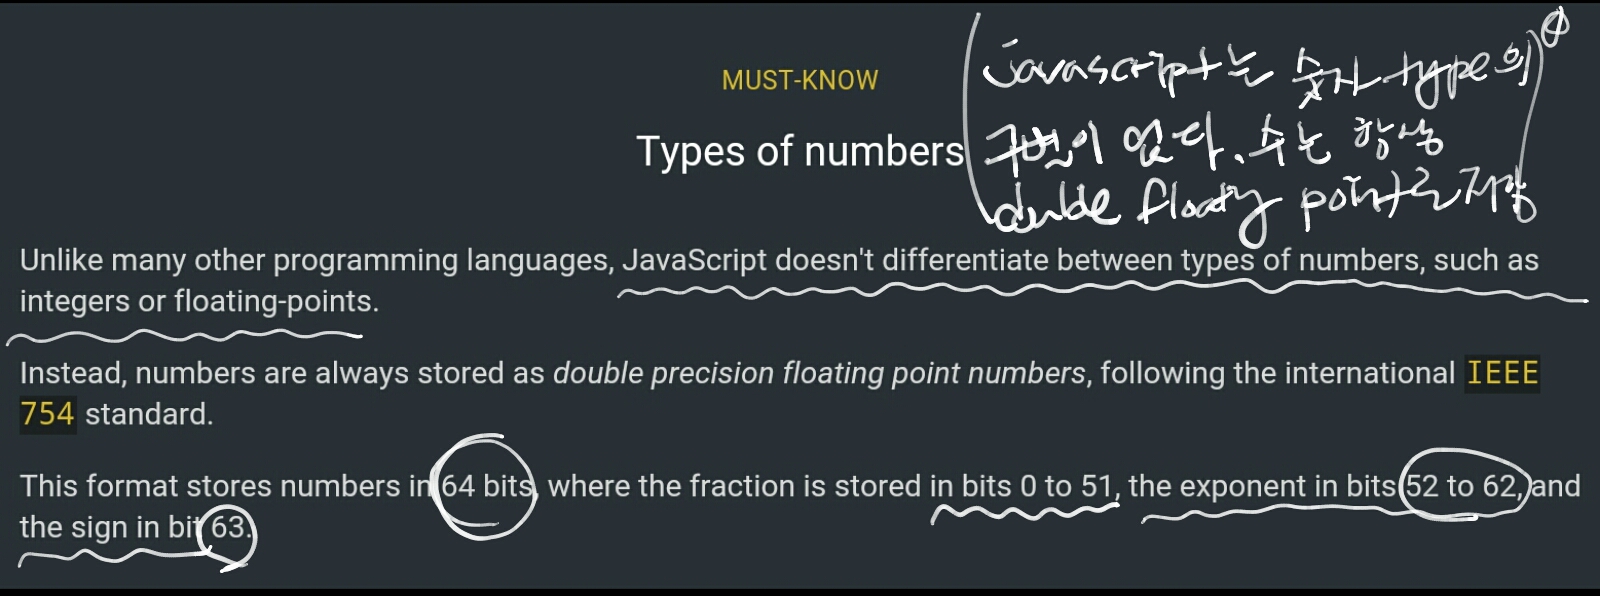 MUST-KNOW
Types of numbers
javascript는 숫자 type의
구분이 없다. 수는 항상
double floating point로 저장
Unlike many other programming languages, JavaScript doesn't differentiate between types of numbers, such as
integers or floating-points.
Instead, numbers are always stored as double precision floating point numbers, following the international IEEE
754 standard.
This format stores numbers in 64 bits, where the fraction is stored in bits 0 to 51, the exponent in bits 52 to 62, and
the sign in bit 63.